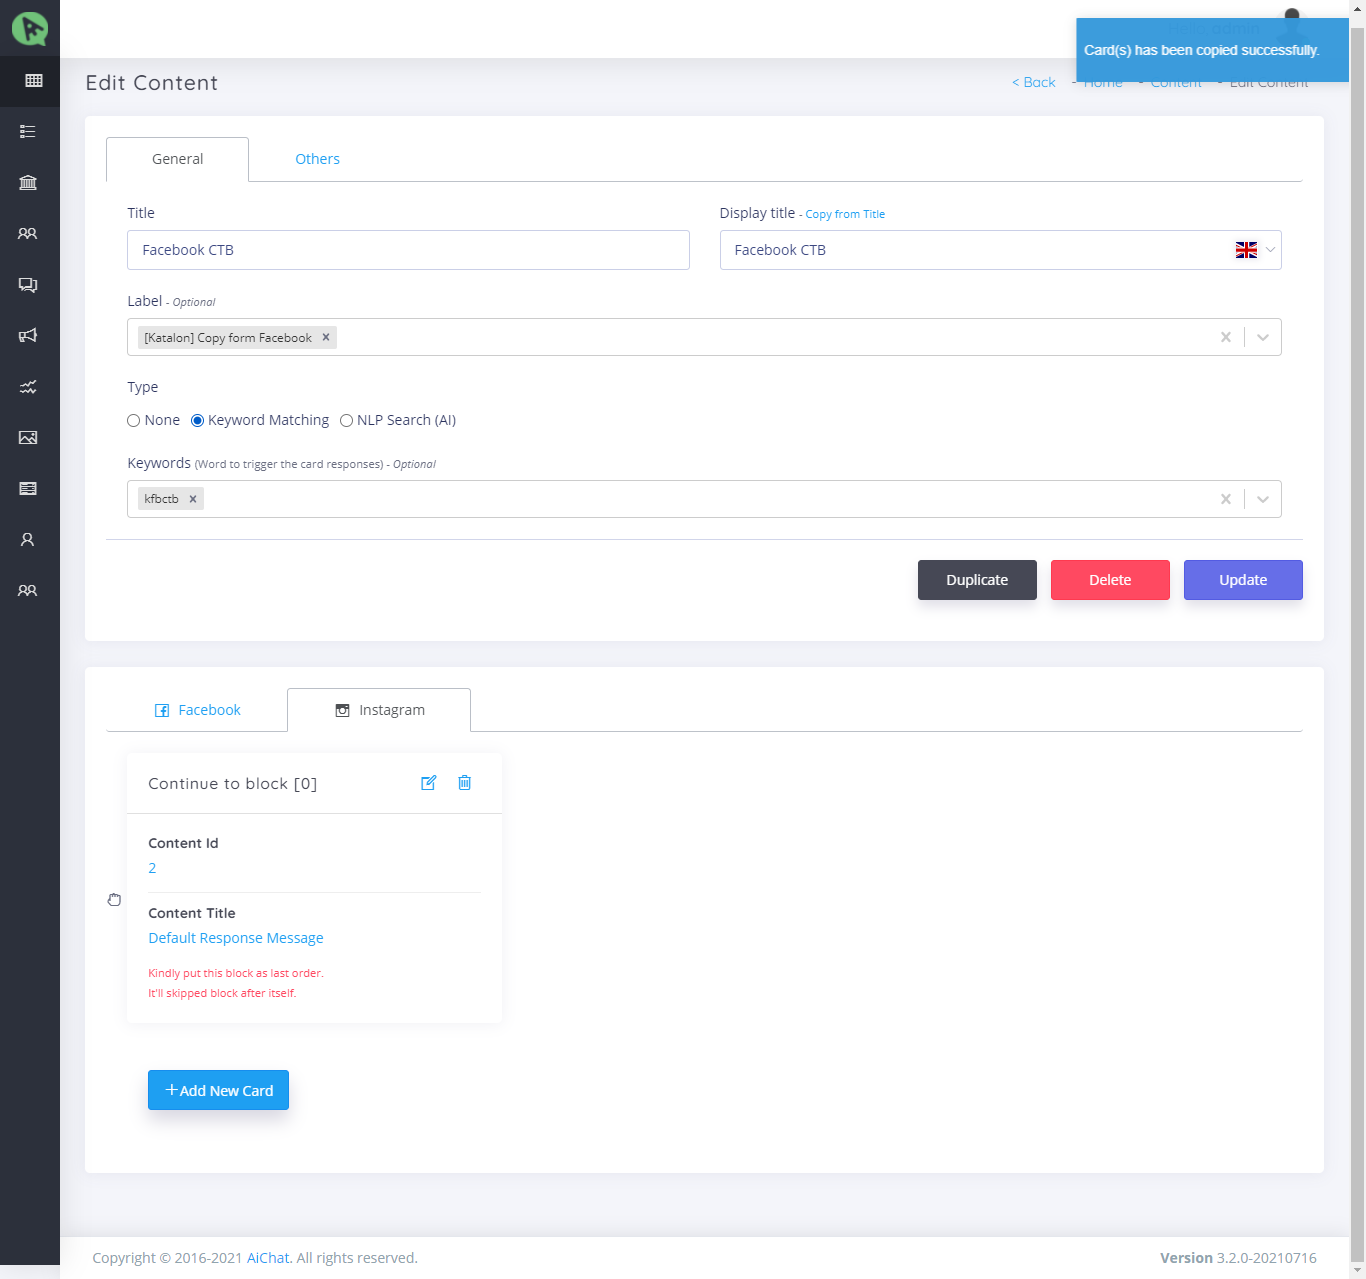 Card(s) has been copied successfully.
Edit Content
< Back - Home - Content - Edit Content
General
Others
Title
Facebook CTB
Display title - Copy from Title
Facebook CTB
Label - Optional
[Katalon] Copy form Facebook ×
Type
None Keyword Matching NLP Search (AI)
Keywords (Word to trigger the card responses) - Optional
kfbctb ×
Duplicate
Delete
Update
Facebook
Instagram
Continue to block [0]
Content Id
2
Content Title
Default Response Message
Kindly put this block as last order.
It'll skipped block after itself.
+Add New Card
Copyright © 2016-2021 AiChat. All rights reserved.
Version 3.2.0-20210716